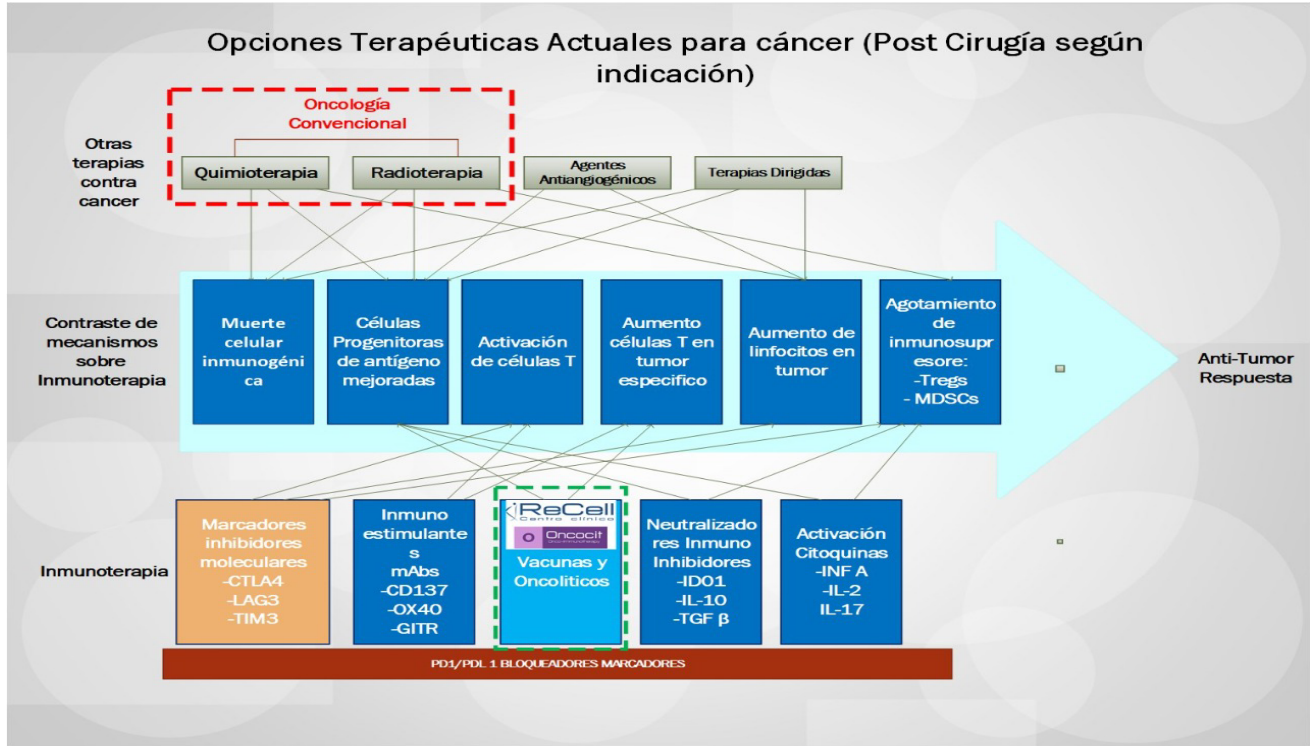 Opciones Terapéuticas Actuales para cáncer (Post Cirugía según
indicación)
Oncología
Convencional
Otras
terapias
contra
cancer
Quimioterapia
Radioterapia
Agentes
Antiangiogénicos
Terapias Dirigidas
Contraste de
mecanismos
sobre
Inmunoterapia
Muerte
celular
inmunogéni
ca
Células
Progenitoras
de antígeno
mejoradas
Activación
de células T
Aumento
células T en
tumor
especifico
Aumento de
linfocitos en
tumor
Agotamiento
de
inmunosupr
esore:
-Tregs
- MDSCs
Anti-Tumor
Respuesta
Inmunoterapia
Marcadores
inhibidores
moleculares
-CTLA4
-LAG3
-TIM3
Inmuno
estimulante
s
mAbs
-CD137
-OX40
-GITR
ReCell
Centro clínico
Oncocit
Vacunas y
Oncolíticos
Neutralizado
res Inmuno
Inhibidores
-IDO1
-IL-10
-TGF β
Activación
Citoquinas
-INF A
-IL-2
IL-17
PD1/PDL 1 BLOQUEADORES MARCADORES